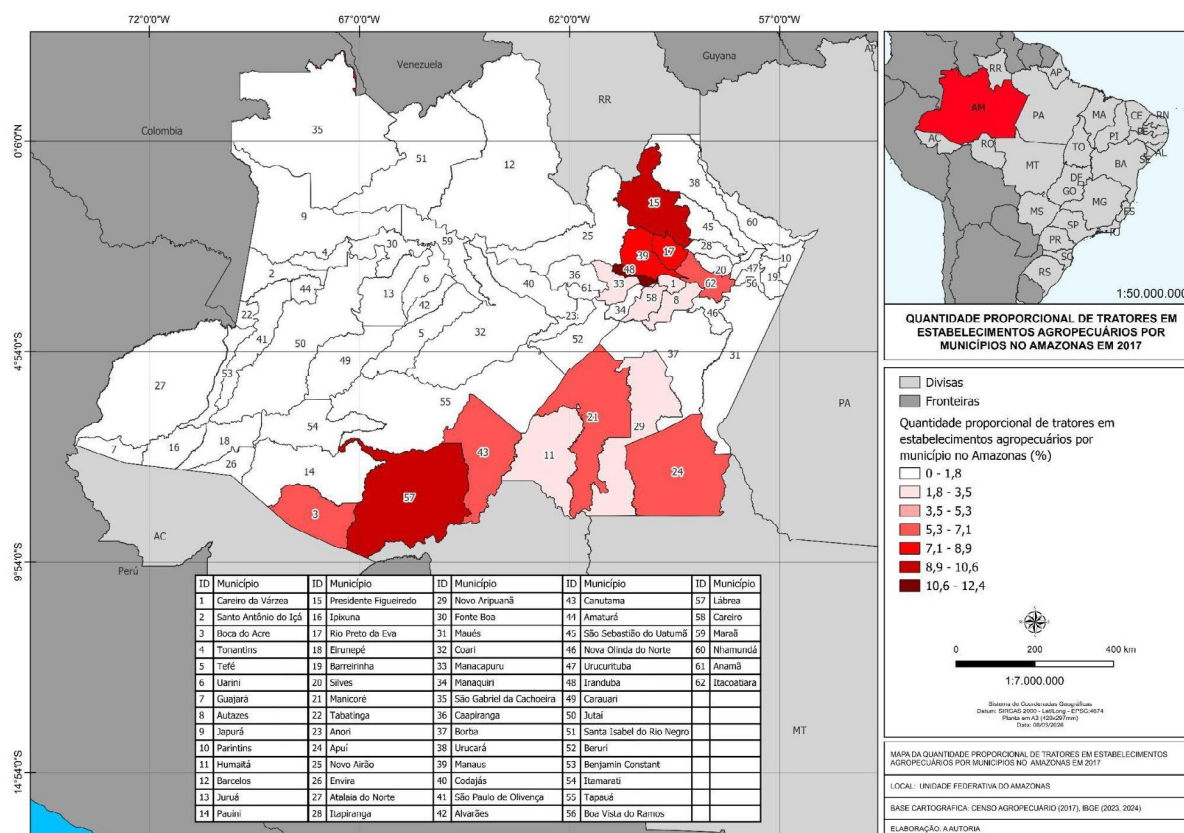 72°0'0"W 67°0'0"W 62°0'0"W 57°0'0"W
0°6'0"N
4°54'0"S
9°54'0"S
14°54'0"S
Venezuela
Guyana
Colombia
Perú
RR
AP
PA
AC
MT
35
51
12
9
4
30
59
2
44
6
13
42
22
41
50
5
32
40
49
53
27
55
54
7
16
18
26
14
3
57
43
11
21
29
24
37
31
52
23
34
58
8
1
33
61
36
25
48
39
17
15
38
45
60
28
20
62
46
47
56
19
10
ID Município ID Município ID Município ID Município ID Município
1 Careiro da Várzea 15 Presidente Figueiredo 29 Novo Aripuanã 43 Canutama 57 Lábrea
2 Santo Antônio do Içá 16 Ipixuna 30 Fonte Boa 44 Amaturá 58 Careiro
3 Boca do Acre 17 Rio Preto da Eva 31 Maués 45 São Sebastião do Uatumã 59 Maraã
4 Tonantins 18 Eirunepé 32 Coari 46 Nova Olinda do Norte 60 Nhamundá
5 Tefé 19 Barreirinha 33 Manacapuru 47 Urucurituba 61 Anamã
6 Uarini 20 Silves 34 Manaquiri 48 Iranduba 62 Itacoatiara
7 Guajará 21 Manicoré 35 São Gabriel da Cachoeira 49 Carauari
8 Autazes 22 Tabatinga 36 Caapiranga 50 Jutaí
9 Japurá 23 Anori 37 Borba 51 Santa Isabel do Rio Negro
10 Parintins 24 Apuí 38 Urucará 52 Beruri
11 Humaitá 25 Novo Airão 39 Manaus 53 Benjamin Constant
12 Barcelos 26 Envira 40 Codajás 54 Itamarati
13 Juruá 27 Atalaia do Norte 41 São Paulo de Olivença 55 Tapauá
14 Pauini 28 Itapiranga 42 Alvarães 56 Boa Vista do Ramos
RR
AP
AM
PA
MA
CE
RN
PI
AC
RO
TO
AL
SE
MT
BA
DF
GO
MG
ES
MS
SP
RJ
PR
SC
RS
1:50.000.000
QUANTIDADE PROPORCIONAL DE TRATORES EM
ESTABELECIMENTOS AGROPECUÁRIOS POR
MUNICÍPIOS NO AMAZONAS EM 2017
Divisas
Fronteiras
Quantidade proporcional de tratores em
estabelecimentos agropecuários por
município no Amazonas (%)
0 - 1,8
1,8 - 3,5
3,5 - 5,3
5,3 - 7,1
7,1 - 8,9
8,9 - 10,6
10,6 - 12,4
0 200 400 km
1:7.000.000
Sistema de Coordenadas Geográficas
Datum: SIRGAS 2000 - Lat/Long - EPSG:4674
Planta em A3 (420x297mm)
Data: 06/03/2026
MAPA DA QUANTIDADE PROPORCIONAL DE TRATORES EM ESTABELECIMENTOS
AGROPECUÁRIOS POR MUNICIPIOS NO AMAZONAS EM 2017
LOCAL: UNIDADE FEDERATIVA DO AMAZONAS
BASE CARTOGRAFICA: CENSO AGROPECUÁRIO (2017), IBGE (2023, 2024)
ELABORAÇÃO: A AUTORIA